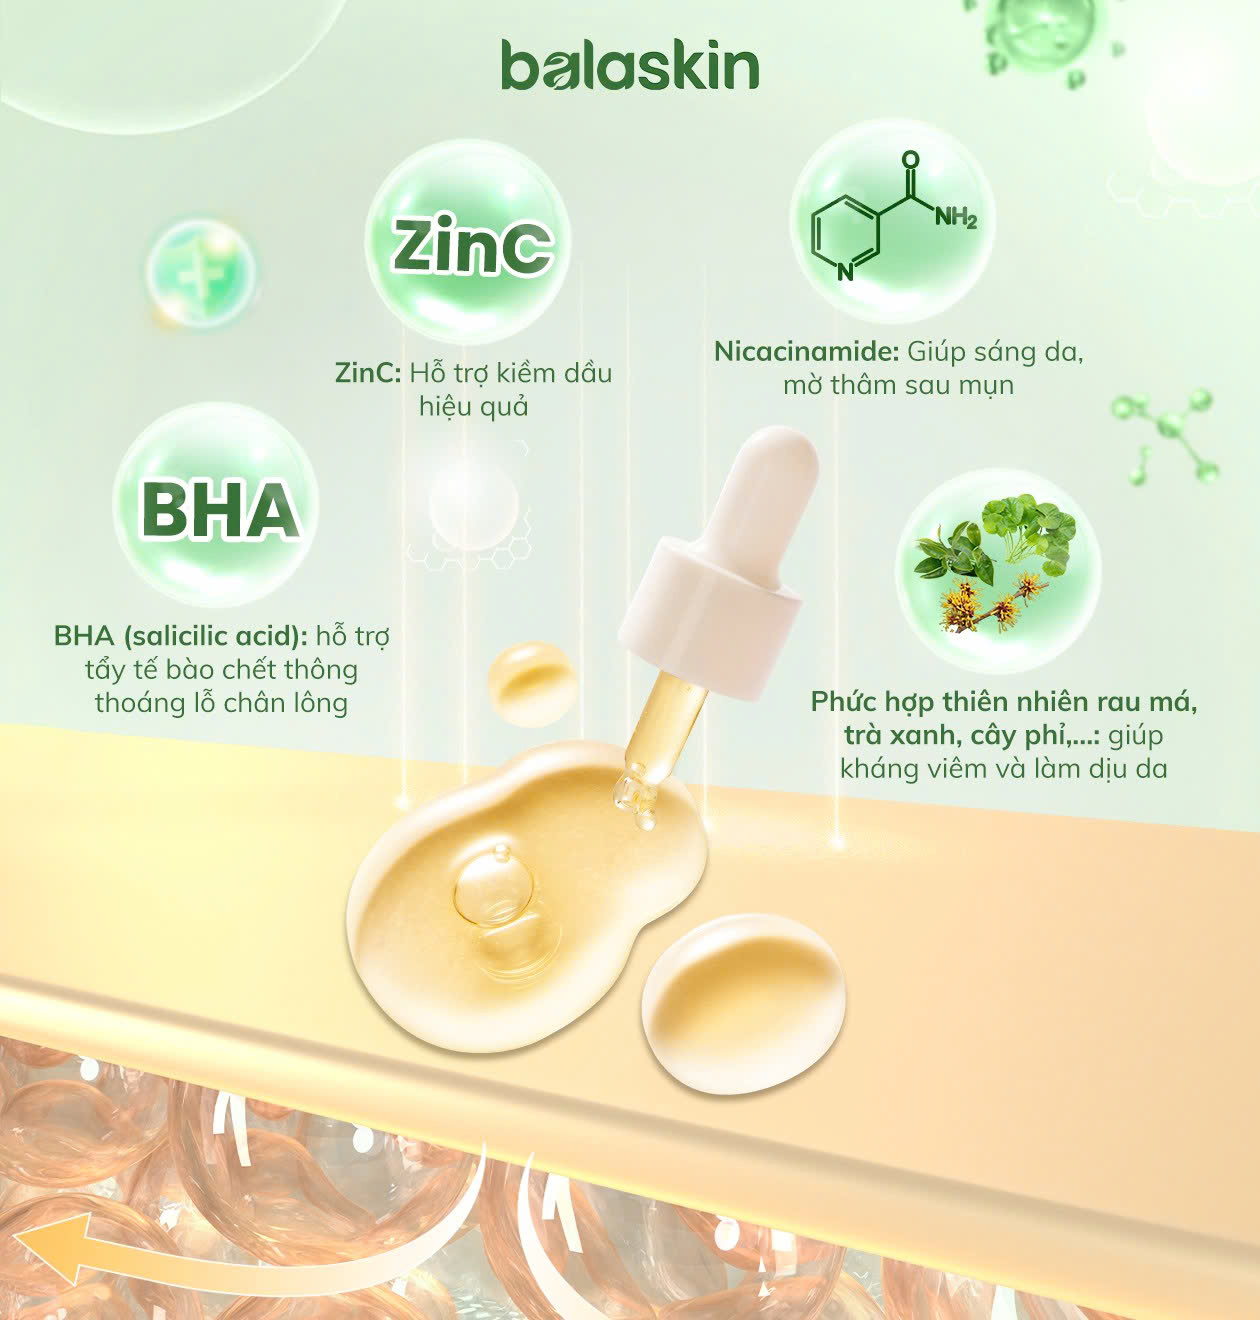 balaskin
ZinC
ZinC: Hỗ trợ kiềm dầu
hiệu quả
O
NH2
N
Nicacinamide: Giúp sáng da,
mờ thâm sau mụn
BHA
BHA (salicilic acid): hỗ trợ
tẩy tế bào chết thông
thoáng lỗ chân lông
Phức hợp thiên nhiên rau má,
trà xanh, cây phỉ,...: giúp
kháng viêm và làm dịu da